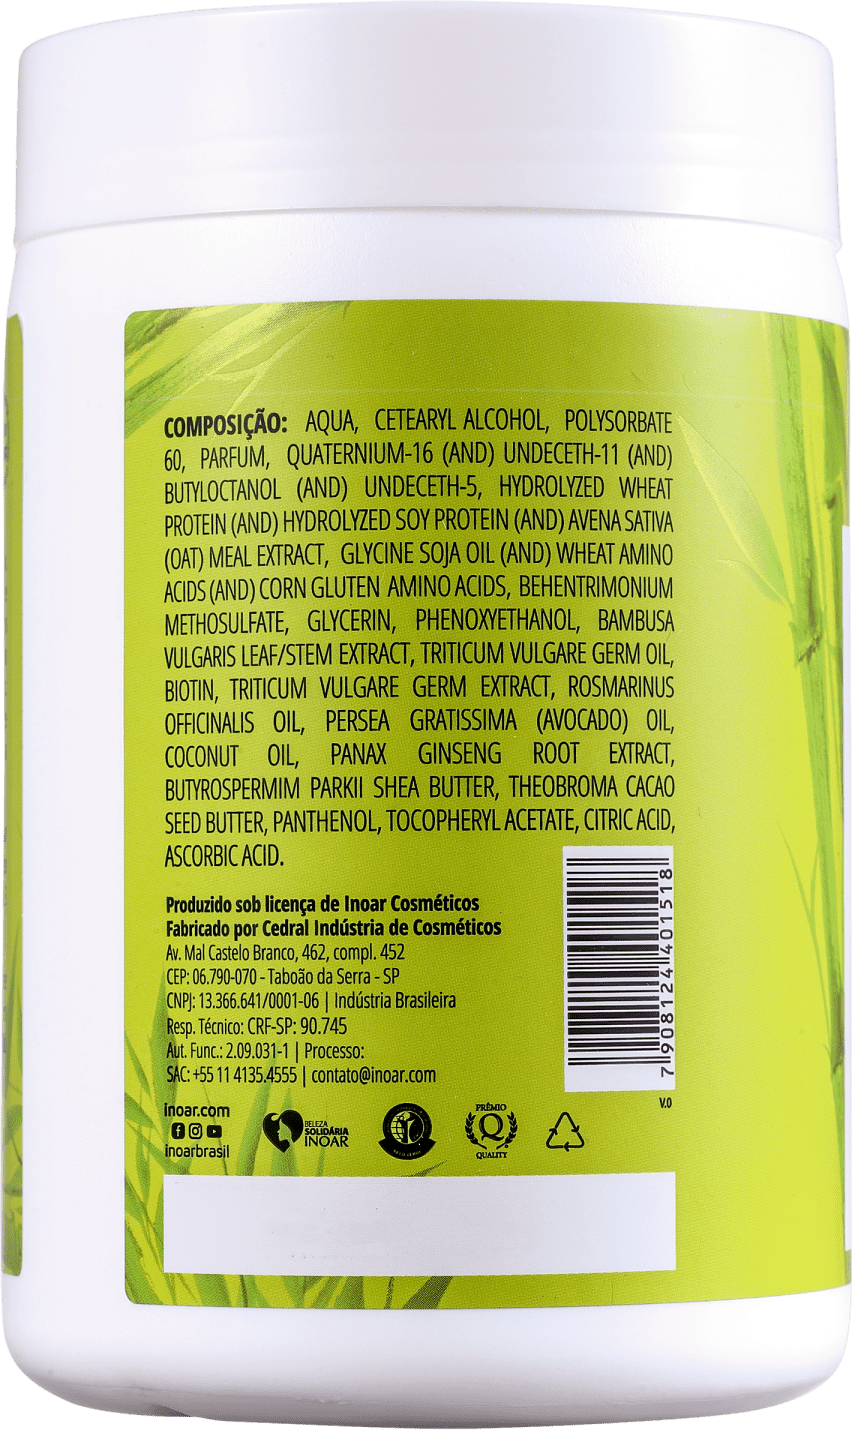 COMPOSIÇÃO: AQUA, CETEARYL ALCOHOL, POLYSORBATE
60, PARFUM, QUATERNIUM-16 (AND) UNDECETH-11 (AND)
BUTYLOCTANOL (AND) UNDECETH-5, HYDROLYZED WHEAT
PROTEIN (AND) HYDROLYZED SOY PROTEIN (AND) AVENA SATIVA
(OAT) MEAL EXTRACT, GLYCINE SOJA OIL (AND) WHEAT AMINO
ACIDS (AND) CORN GLUTEN AMINO ACIDS, BEHENTRIMONIUM
METHOSULFATE, GLYCERIN, PHENOXYETHANOL, BAMBUSA
VULGARIS LEAF/STEM EXTRACT, TRITICUM VULGARE GERM OIL,
BIOTIN, TRITICUM VULGARE GERM EXTRACT, ROSMARINUS
OFFICINALIS OIL, PERSEA GRATISSIMA (AVOCADO) OIL,
COCONUT OIL, PANAX GINSENG ROOT EXTRACT,
BUTYROSPERMIM PARKII SHEA BUTTER, THEOBROMA CACAO
SEED BUTTER, PANTHENOL, TOCOPHERYL ACETATE, CITRIC ACID,
ASCORBIC ACID.
Produzido sob licença de Inoar Cosméticos
Fabricado por Cedral Indústria de Cosméticos
Av. Mal Castelo Branco, 462, compl. 452
CEP: 06.790-070 - Taboão da Serra - SP
CNPJ: 13.366.641/0001-06 | Indústria Brasileira
Resp. Técnico: CRF-SP: 90.745
Aut. Func.: 2.09.031-1 | Processo:
SAC: +55 11 4135.4555 | contato@inoar.com
7 908124 401518
V.0
inoar.com
inoarbrasil
BELEZA
SOLIDÁRIA
INOAR
PRÊMIO
Q
QUALITY